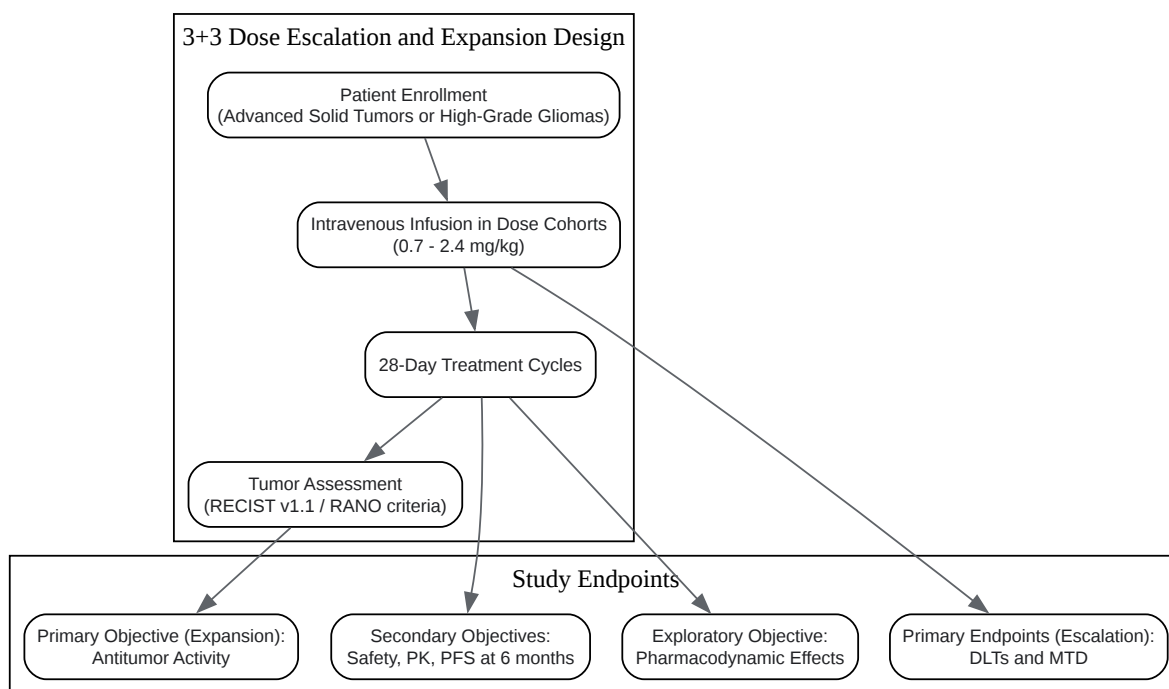 3+3 Dose Escalation and Expansion Design
Patient Enrollment
(Advanced Solid Tumors or High-Grade Gliomas)
Intravenous Infusion in Dose Cohorts
(0.7 - 2.4 mg/kg)
28-Day Treatment Cycles
Tumor Assessment
(RECIST v1.1 / RANO criteria)
Study Endpoints
Primary Objective (Expansion):
Antitumor Activity
Secondary Objectives:
Safety, PK, PFS at 6 months
Exploratory Objective:
Pharmacodynamic Effects
Primary Endpoints (Escalation):
DLTs and MTD